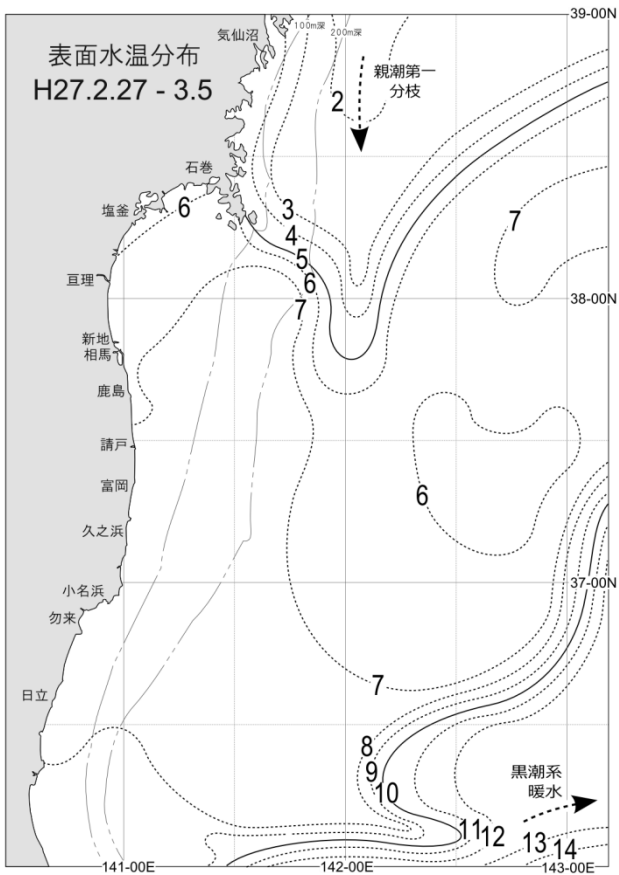 39-00N
気仙沼
100m深
200m深
表面水温分布
H27.2.27 - 3.5
親潮第一
分枝
2
石巻
塩釜
6
3
7
4
5
亘理
6
38-00N
7
新地
相馬
鹿島
請戸
富岡
6
久之浜
37-00N
小名浜
勿来
7
日立
8
9
黒潮系
暖水
10
11
12
13
14
141-00E
142-00E
143-00E